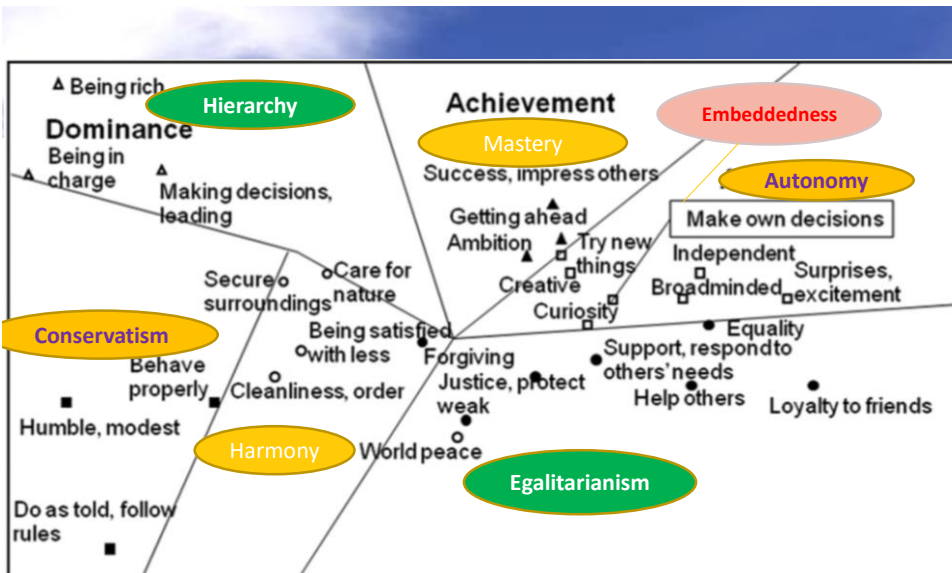 Being rich
Hierarchy
Achievement
Embeddedness
Dominance
Mastery
Being in
charge
Making decisions,
leading
Success, impress others
Autonomy
Getting ahead
Ambition
Make own decisions
Try new
things
Independent
Secure
surroundings
Care for
nature
Creative
Broadminded
Surprises,
excitement
Curiosity
Conservatism
Being satisfied
with less
Forgiving
Equality
Behave
properly
Cleanliness, order
Justice, protect
weak
Support, respond to
others' needs
Help others
Loyalty to friends
Humble, modest
Harmony
World peace
Egalitarianism
Do as told, follow
rules